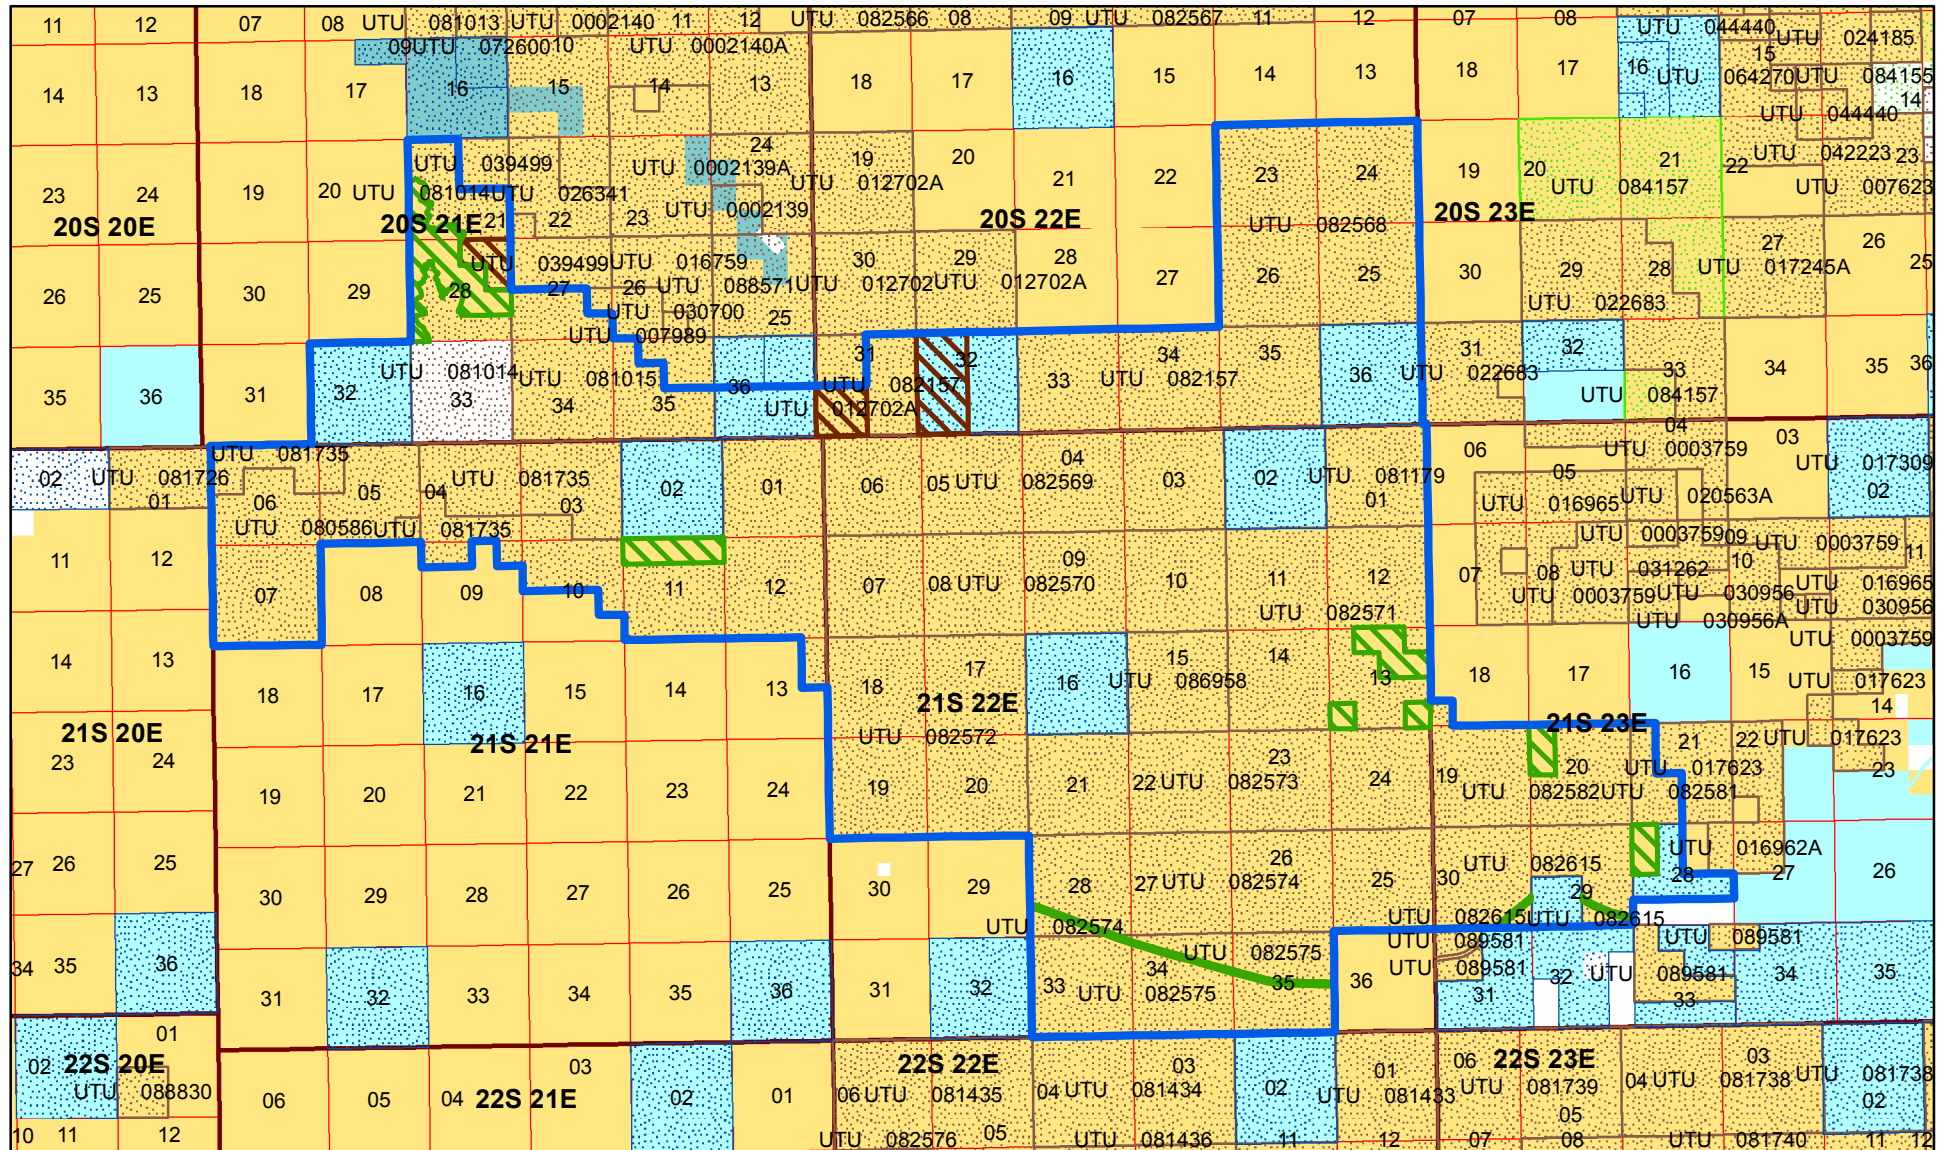 11 12 07 08 UTU 081013 UTU 0002140 11 12 UTU 082566 08 09 UTU 082567 11 12 07 08 UTU 044440
09 UTU 072600 10 UTU 0002140A UTU 024185
14 13 18 17 16 15 14 13 18 17 16 15 14 13 18 17 16 15 UTU 064270 UTU 084155
UTU 044440 14
UTU 039499 24 19 20 21 22 23 24 19 20 21 22 UTU 042223 23
23 24 19 20 UTU 081014 UTU 026341 UTU 0002139A UTU 012702A UTU 084157 UTU 007623
20S 20E 20S 21E 21 22 23 UTU 0002139 20S 22E UTU 082568 20S 23E
UTU 039499 UTU 016759 30 29 28 27 26 25 30 29 28 27 26 25
26 25 30 29 28 27 26 UTU 088571 UTU 012702 UTU 012702A UTU 017245A
UTU 030700 25 UTU 022683
UTU 007989
35 36 31 32 UTU 081014 33 UTU 081015 34 35 36 31 UTU 082157 32 33 UTU 082157 34 35 36 31 UTU 022683 32 33 34 35 36
UTU 012702A UTU 084157
UTU 081735 04 06 04 03
02 UTU 081726 01 06 05 04 UTU 081735 03 02 01 06 05 UTU 082569 03 02 UTU 081179 01 05 UTU 0003759 UTU 017309 02
UTU 080586 UTU 081735 UTU 016965 UTU 020563A
UTU 0003759 09 UTU 0003759 11
11 12 07 08 09 10 11 12 07 08 UTU 082570 09 10 11 12 07 08 UTU 031262 10 UTU 016965
UTU 082571 UTU 0003759 UTU 030956 UTU 030956
UTU 030956A UTU 0003759
14 13 18 17 16 15 14 13 18 17 16 UTU 086958 15 14 13 18 17 16 15 UTU 017623
21S 20E 21S 21E 21S 22E 21S 23E 14
UTU 082572 21 22 UTU 017623
23 24 19 20 21 22 23 24 19 20 21 22 UTU 082573 23 24 19 20 UTU 017623 23
UTU 082582 UTU 082581
27 26 25 30 29 28 27 26 25 30 29 28 27 UTU 082574 26 25 30 UTU 082615 29 28 UTU 016962A 27 26
UTU 082574 UTU 082615 UTU 082615
UTU 082575 UTU 089581 UTU 089581
34 35 36 31 32 33 34 35 36 31 32 33 UTU 082575 34 35 36 UTU 089581 31 32 UTU 089581 33 34 35
01 03 03 01 06 03
02 22S 20E UTU 088830 06 05 04 22S 21E 02 01 06 UTU 081435 22S 22E 04 UTU 081434 02 UTU 081433 UTU 081739 22S 23E 04 UTU 081738 UTU 081738 02
05
10 11 12 UTU 082576 05 UTU 081436 11 12 07 08 UTU 081740 11 12